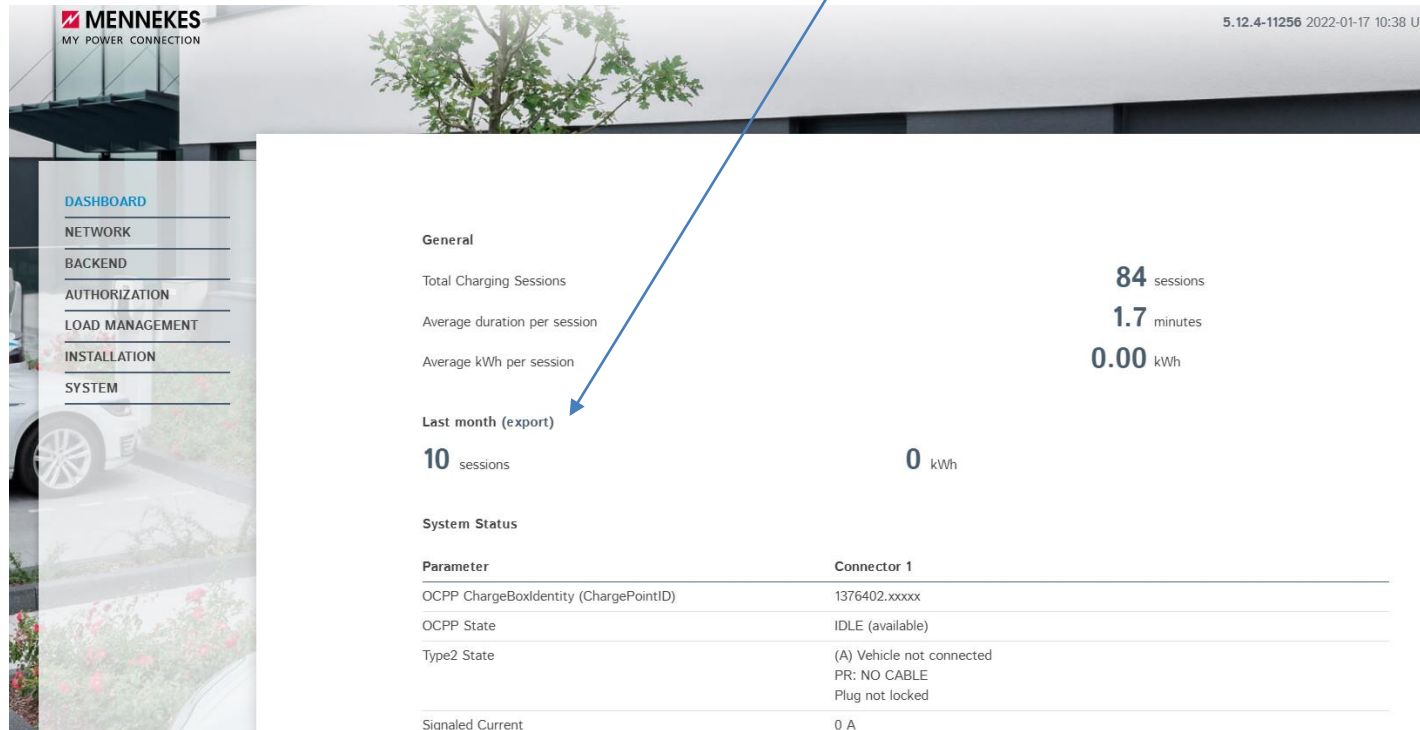 MENNEKES
MY POWER CONNECTION
5.12.4-11256 2022-01-17 10:38 U
DASHBOARD
NETWORK
BACKEND
AUTHORIZATION
LOAD MANAGEMENT
INSTALLATION
SYSTEM
General
Total Charging Sessions 84 sessions
Average duration per session 1.7 minutes
Average kWh per session 0.00 kWh
Last month (export)
10 sessions 0 kWh
System Status
Parameter Connector 1
OCPP ChargeBoxIdentity (ChargePointID) 1376402.xxxxx
OCPP State IDLE (available)
Type2 State (A) Vehicle not connected
PR: NO CABLE
Plug not locked
Signaled Current 0 A